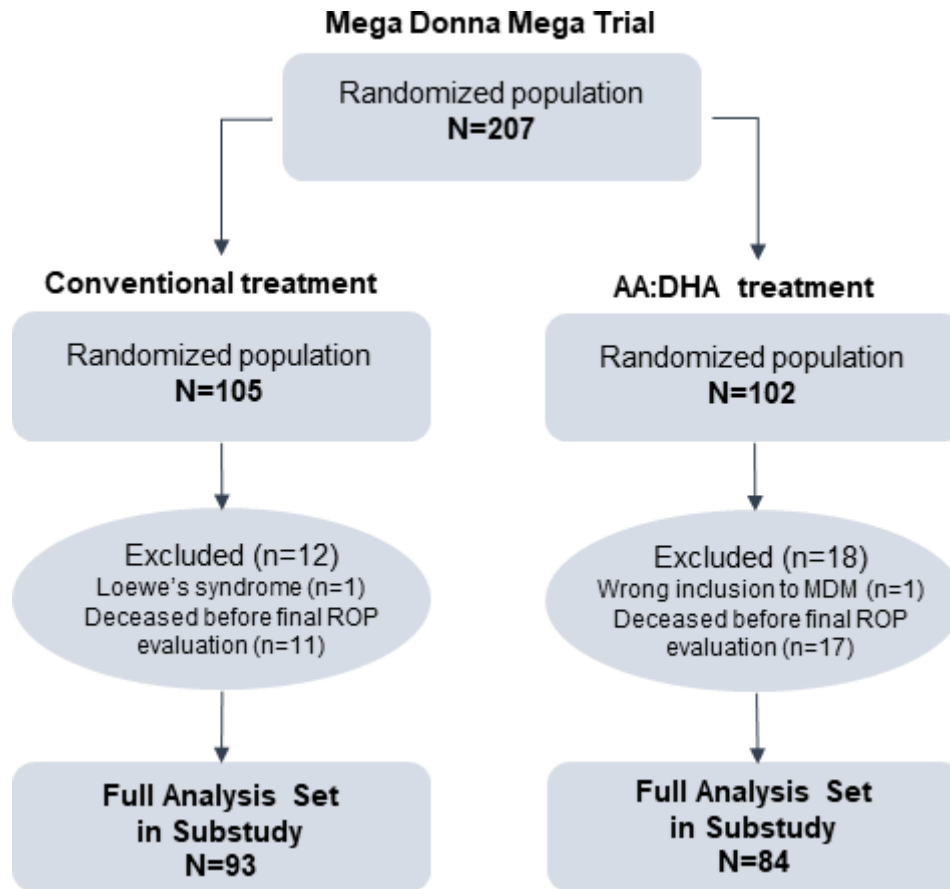 Mega Donna Mega Trial
Randomized population
N=207
Conventional treatment
Randomized population
N=105
Excluded (n=12)
Loewe's syndrome (n=1)
Deceased before final ROP
evaluation (n=11)
Full Analysis Set
in Substudy
N=93
AA:DHA treatment
Randomized population
N=102
Excluded (n=18)
Wrong inclusion to MDM (n=1)
Deceased before final ROP
evaluation (n=17)
Full Analysis Set
in Substudy
N=84